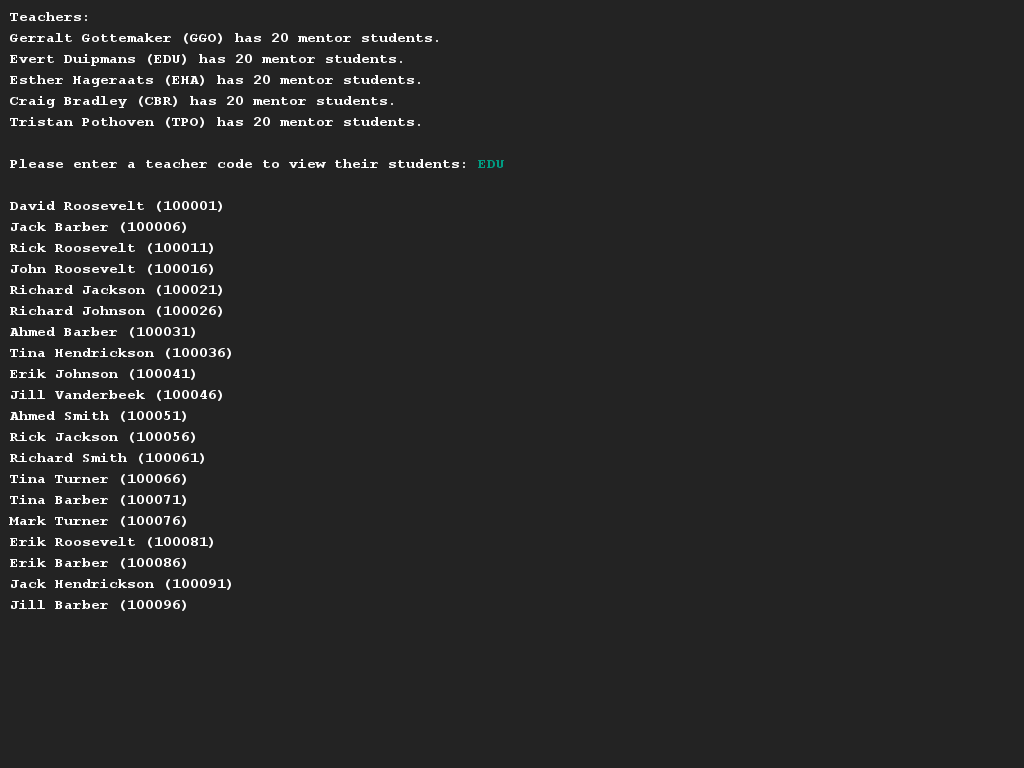 Teachers:
Gerralt Gottemaker (GGO) has 20 mentor students.
Evert Duipmans (EDU) has 20 mentor students.
Esther Hageraats (EHA) has 20 mentor students.
Craig Bradley (CBR) has 20 mentor students.
Tristan Pothoven (TPO) has 20 mentor students.
Please enter a teacher code to view their students: EDU
David Roosevelt (100001)
Jack Barber (100006)
Rick Roosevelt (100011)
John Roosevelt (100016)
Richard Jackson (100021)
Richard Johnson (100026)
Ahmed Barber (100031)
Tina Hendrickson (100036)
Erik Johnson (100041)
Jill Vanderbeek (100046)
Ahmed Smith (100051)
Rick Jackson (100056)
Richard Smith (100061)
Tina Turner (100066)
Tina Barber (100071)
Mark Turner (100076)
Erik Roosevelt (100081)
Erik Barber (100086)
Jack Hendrickson (100091)
Jill Barber (100096)